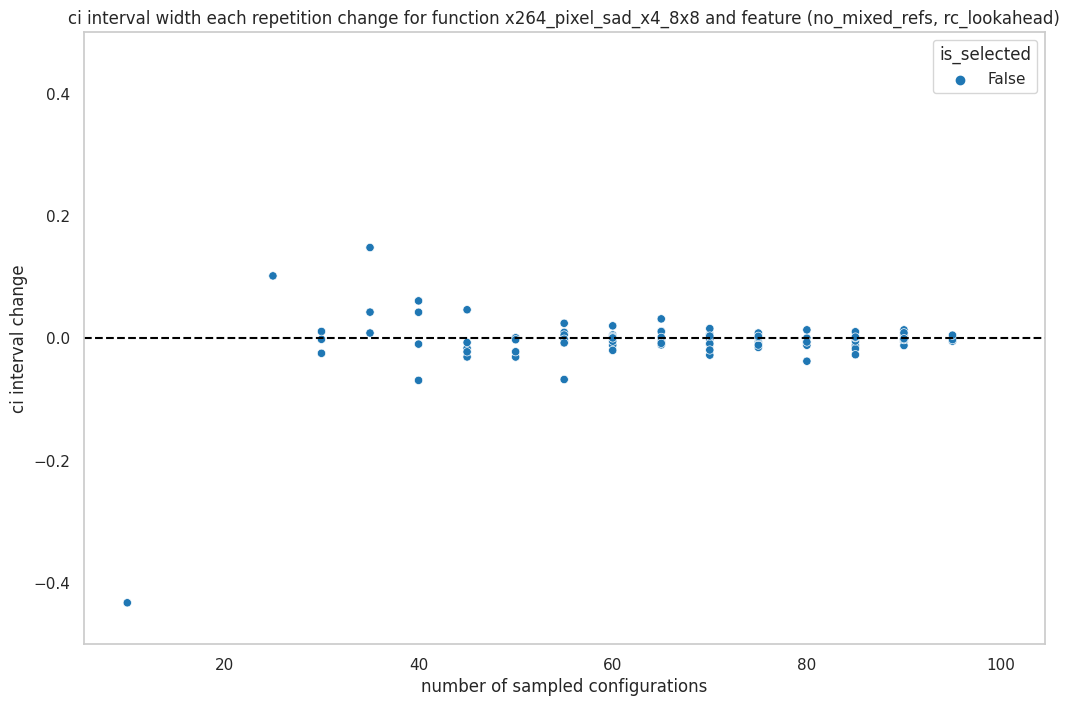 ci interval width each repetition change for function x264_pixel_sad_x4_8x8 and feature (no_mixed_refs, rc_lookahead)
is_selected
False
0.4
0.2
0.0
−0.2
−0.4
ci interval change
20
40
60
80
100
number of sampled configurations